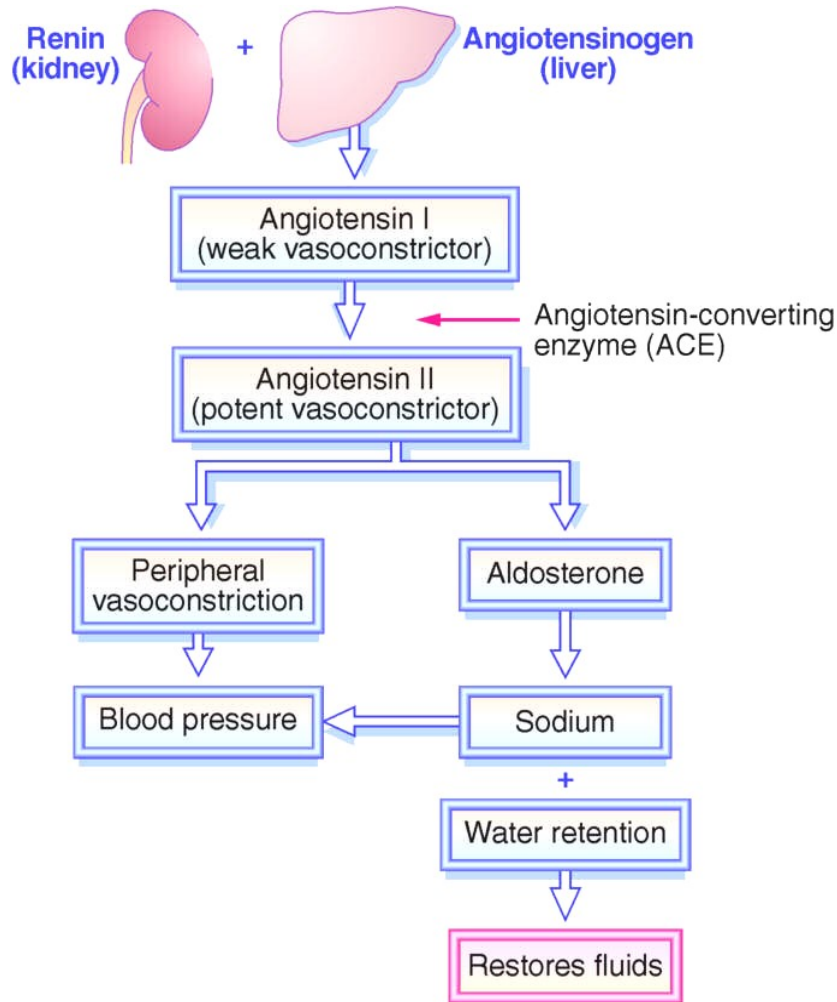 Renin
(kidney)
+
Angiotensinogen
(liver)
Angiotensin I
(weak vasoconstrictor)
Angiotensin-converting
enzyme (ACE)
Angiotensin II
(potent vasoconstrictor)
Peripheral
vasoconstriction
Aldosterone
Blood pressure
Sodium
+
Water retention
Restores fluids